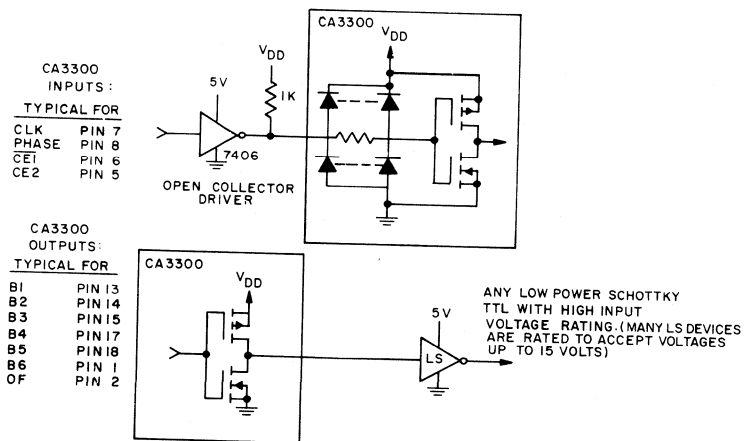 CA3300
INPUTS:
TYPICAL FOR
CLK PIN 7
PHASE PIN 8
CE1 PIN 6
CE2 PIN 5
5V
7406
OPEN COLLECTOR
DRIVER
VDD
1K
CA3300
VDD
CA3300
OUTPUTS:
TYPICAL FOR
B1 PIN 13
B2 PIN 14
B3 PIN 15
B4 PIN 17
B5 PIN 18
B6 PIN 1
OF PIN 2
CA3300
VDD
5V
LS
ANY LOW POWER SCHOTTKY
TTL WITH HIGH INPUT
VOLTAGE RATING.(MANY LS DEVICES
ARE RATED TO ACCEPT VOLTAGES
UP TO 15 VOLTS)